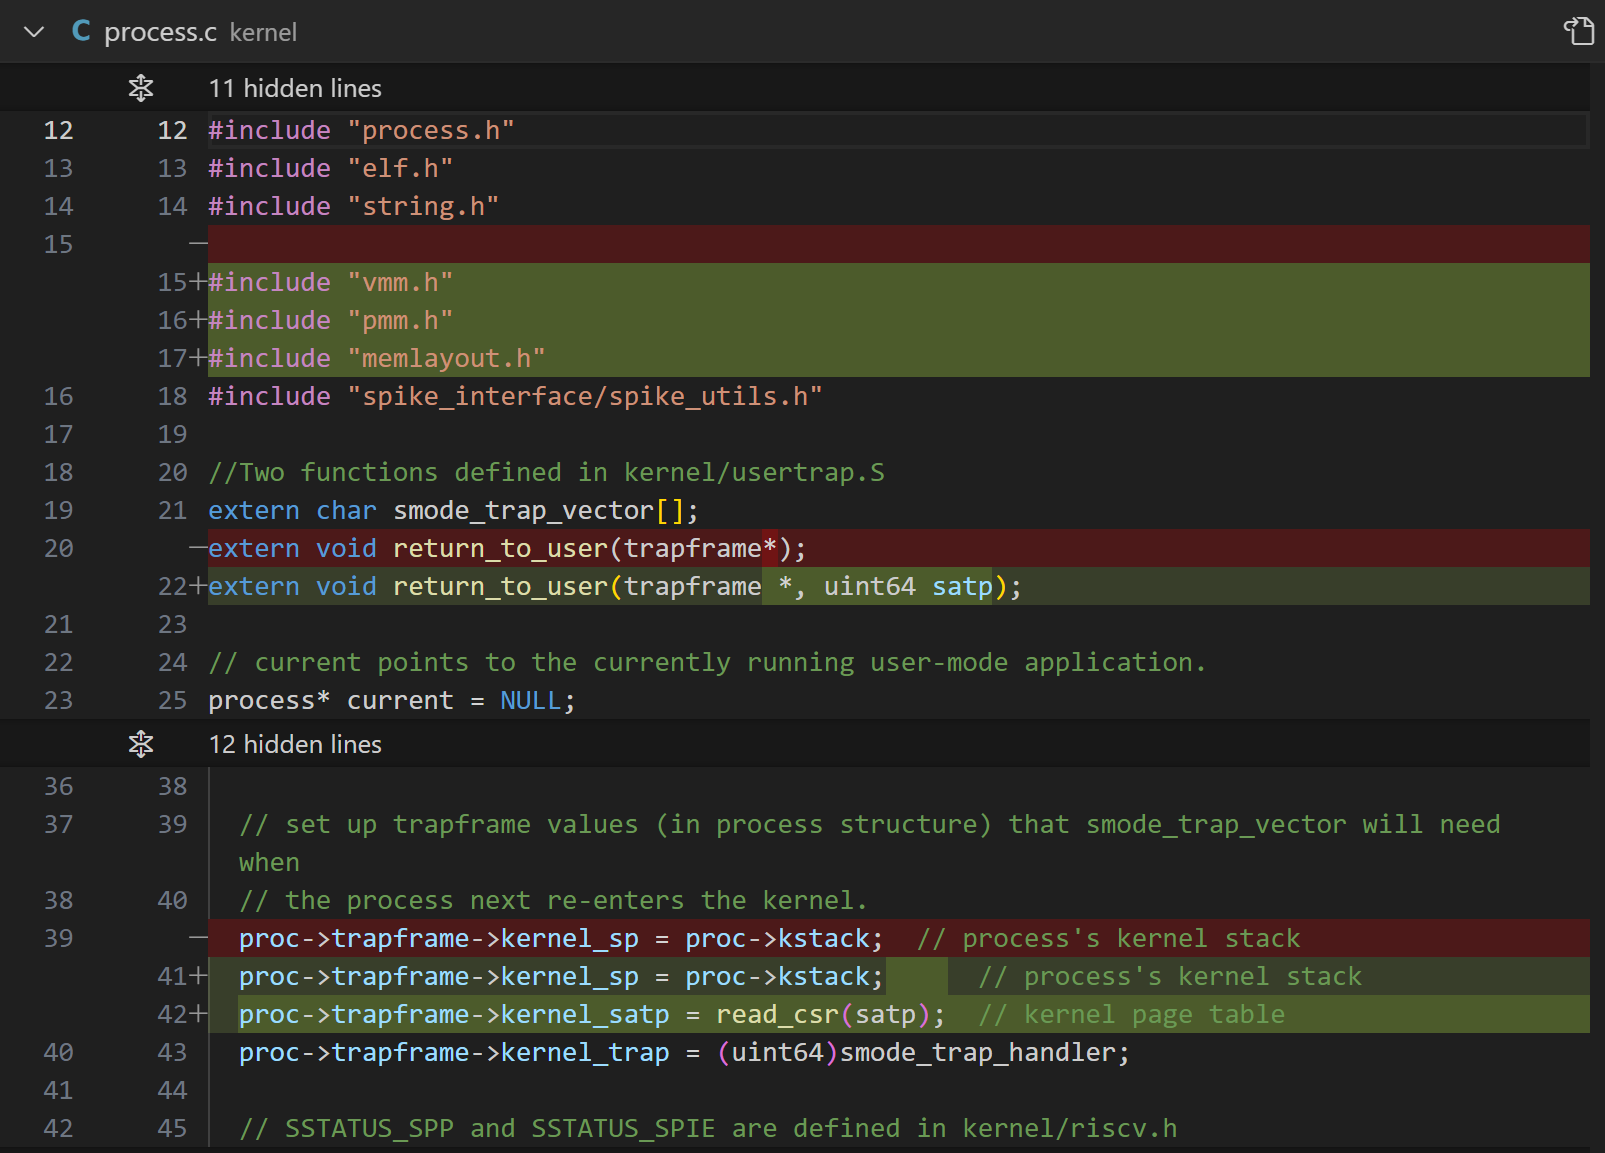 C process.c kernel
11 hidden lines
12 12 #include "process.h"
13 13 #include "elf.h"
14 14 #include "string.h"
15 —
15+ #include "vmm.h"
16+ #include "pmm.h"
17+ #include "memlayout.h"
16 18 #include "spike_interface/spike_utils.h"
17 19
18 20 //Two functions defined in kernel/usertrap.S
19 21 extern char smode_trap_vector[];
20 — extern void return_to_user(trapframe*);
22+ extern void return_to_user(trapframe *, uint64 satp);
21 23
22 24 // current points to the currently running user-mode application.
23 25 process* current = NULL;
12 hidden lines
36 38
37 39 // set up trapframe values (in process structure) that smode_trap_vector will need
when
38 40 // the process next re-enters the kernel.
39 — proc->trapframe->kernel_sp = proc->kstack;  // process's kernel stack
41+ proc->trapframe->kernel_sp = proc->kstack;      // process's kernel stack
42+ proc->trapframe->kernel_satp = read_csr(satp);  // kernel page table
40 43 proc->trapframe->kernel_trap = (uint64)smode_trap_handler;
41 44
42 45 // SSTATUS_SPP and SSTATUS_SPIE are defined in kernel/riscv.h